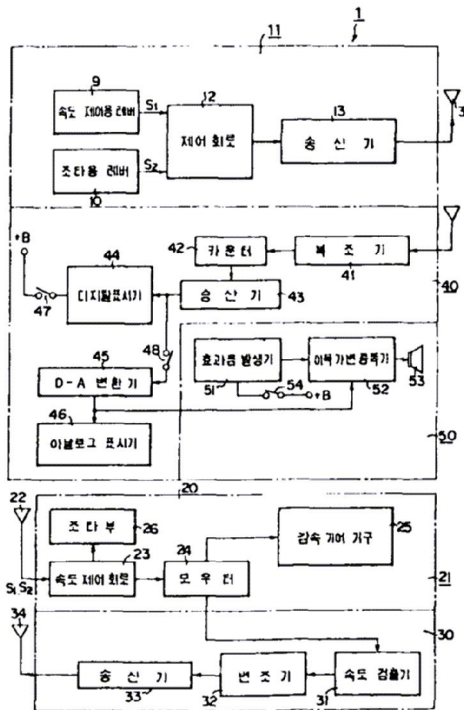 1
11
9
속도 제어용 레버
S1
12
제어 회로
13
송 신 기
3
조타용 레버
S2
10
+B
44
42
카 운 터
복 조 기
41
40
디지탈표시기
47
승 산 기
43
48
45
D-A 변환기
효과음 발생기
51
54
+B
이득가변증폭기
52
53
46
아날로그 표시기
50
20
22
조 타 부
26
24
25
감속 기어 기구
23
속도 제어 회로
모 우 터
S1,S2
21
34
30
송 신 기
33
변 조 기
32
속도 검출기
31